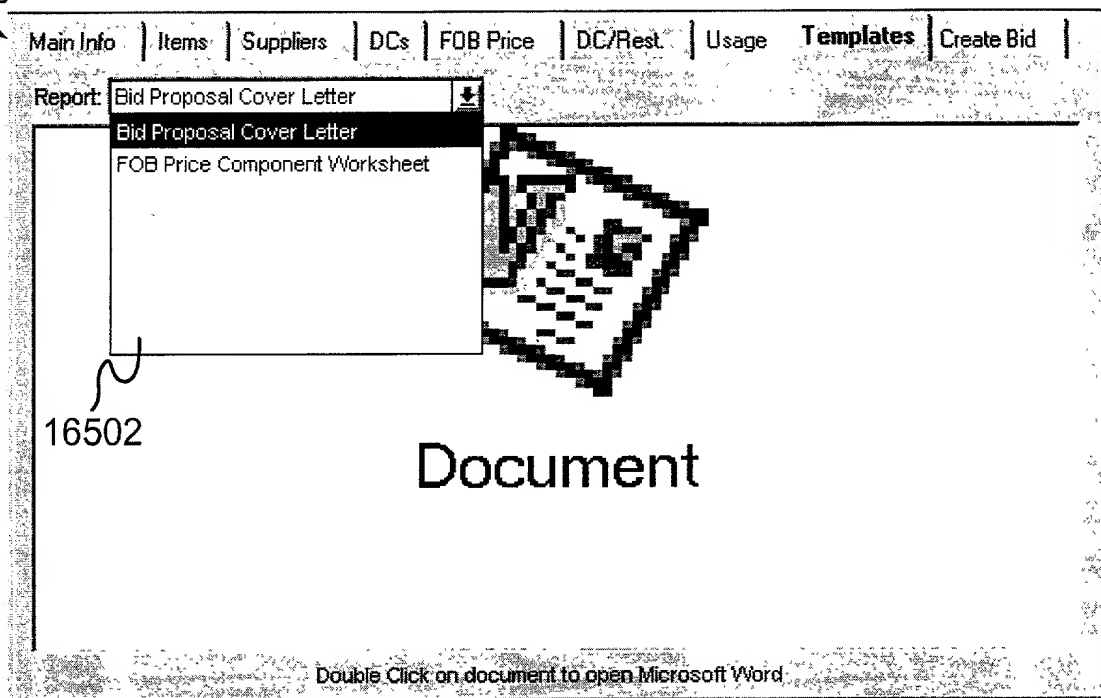 Main Info Items Suppliers DCs FOB Price DC/Rest. Usage Templates Create Bid
Report: Bid Proposal Cover Letter
Bid Proposal Cover Letter
FOB Price Component Worksheet
16502
Document
Double Click on document to open Microsoft Word